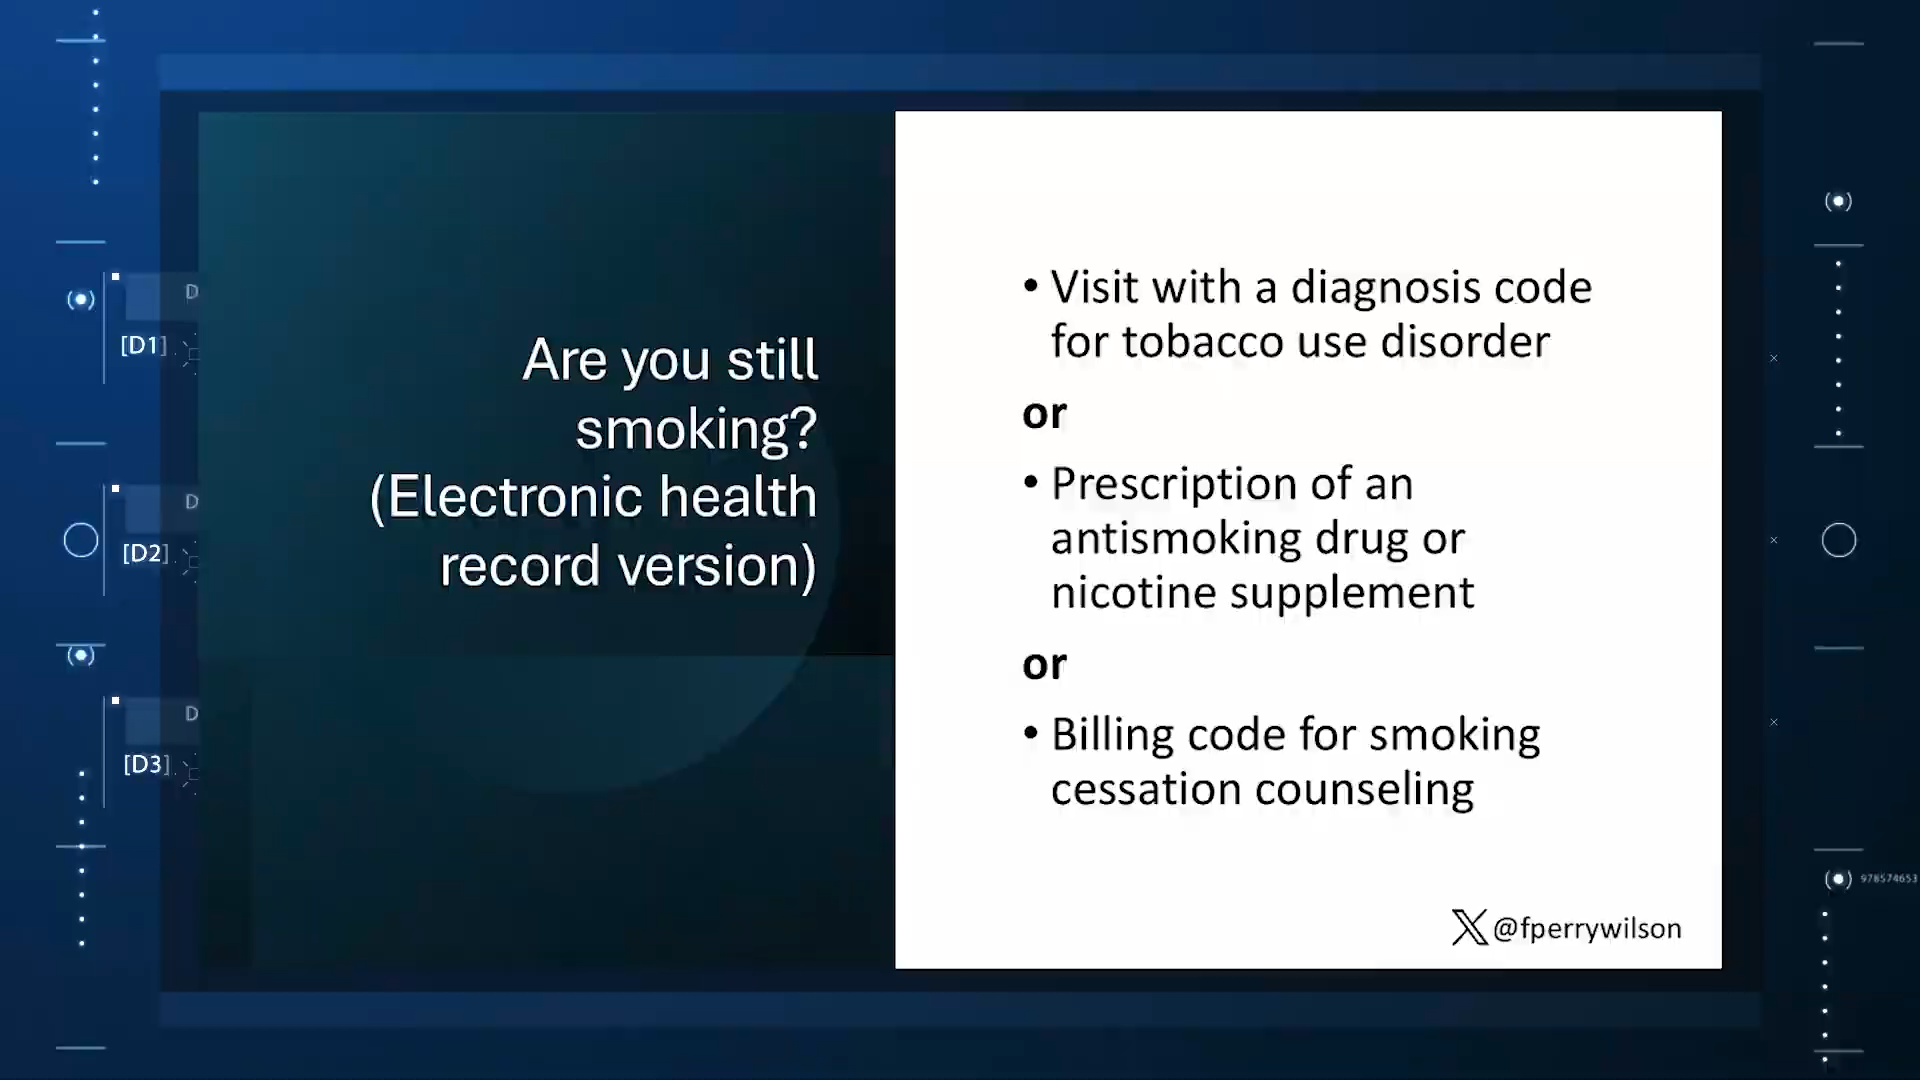 Are you still
smoking?
(Electronic health
record version)
• Visit with a diagnosis code
for tobacco use disorder
or
• Prescription of an
antismoking drug or
nicotine supplement
or
• Billing code for smoking
cessation counseling
X @fperrywilson
D
[D1]
D
[D2]
D
[D3]
978574653